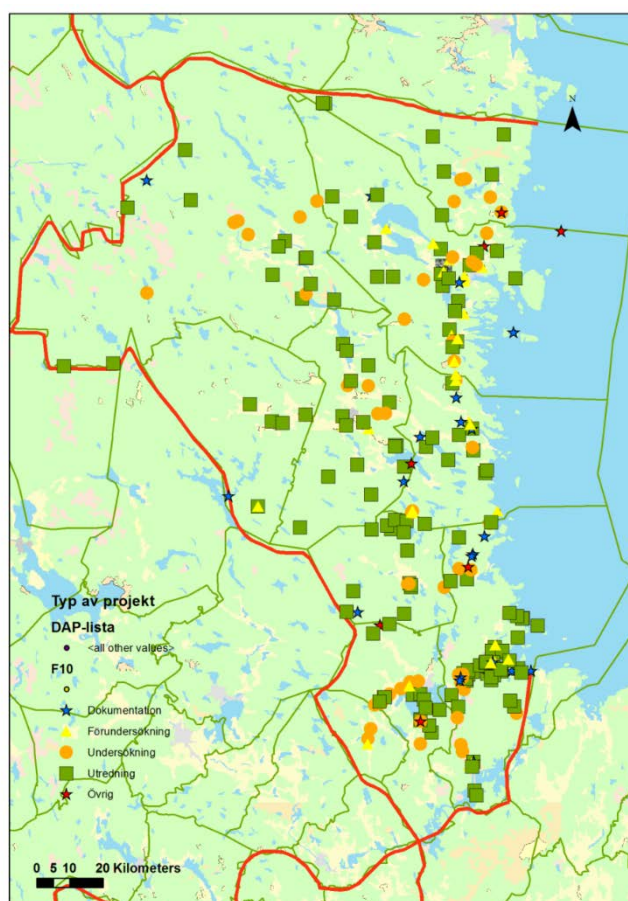 N
Typ av projekt
DAP-lista
<all other values>
F10
Dokumentation
Förundersökning
Undersökning
Utredning
Övrig
0 5 10 20 Kilometers